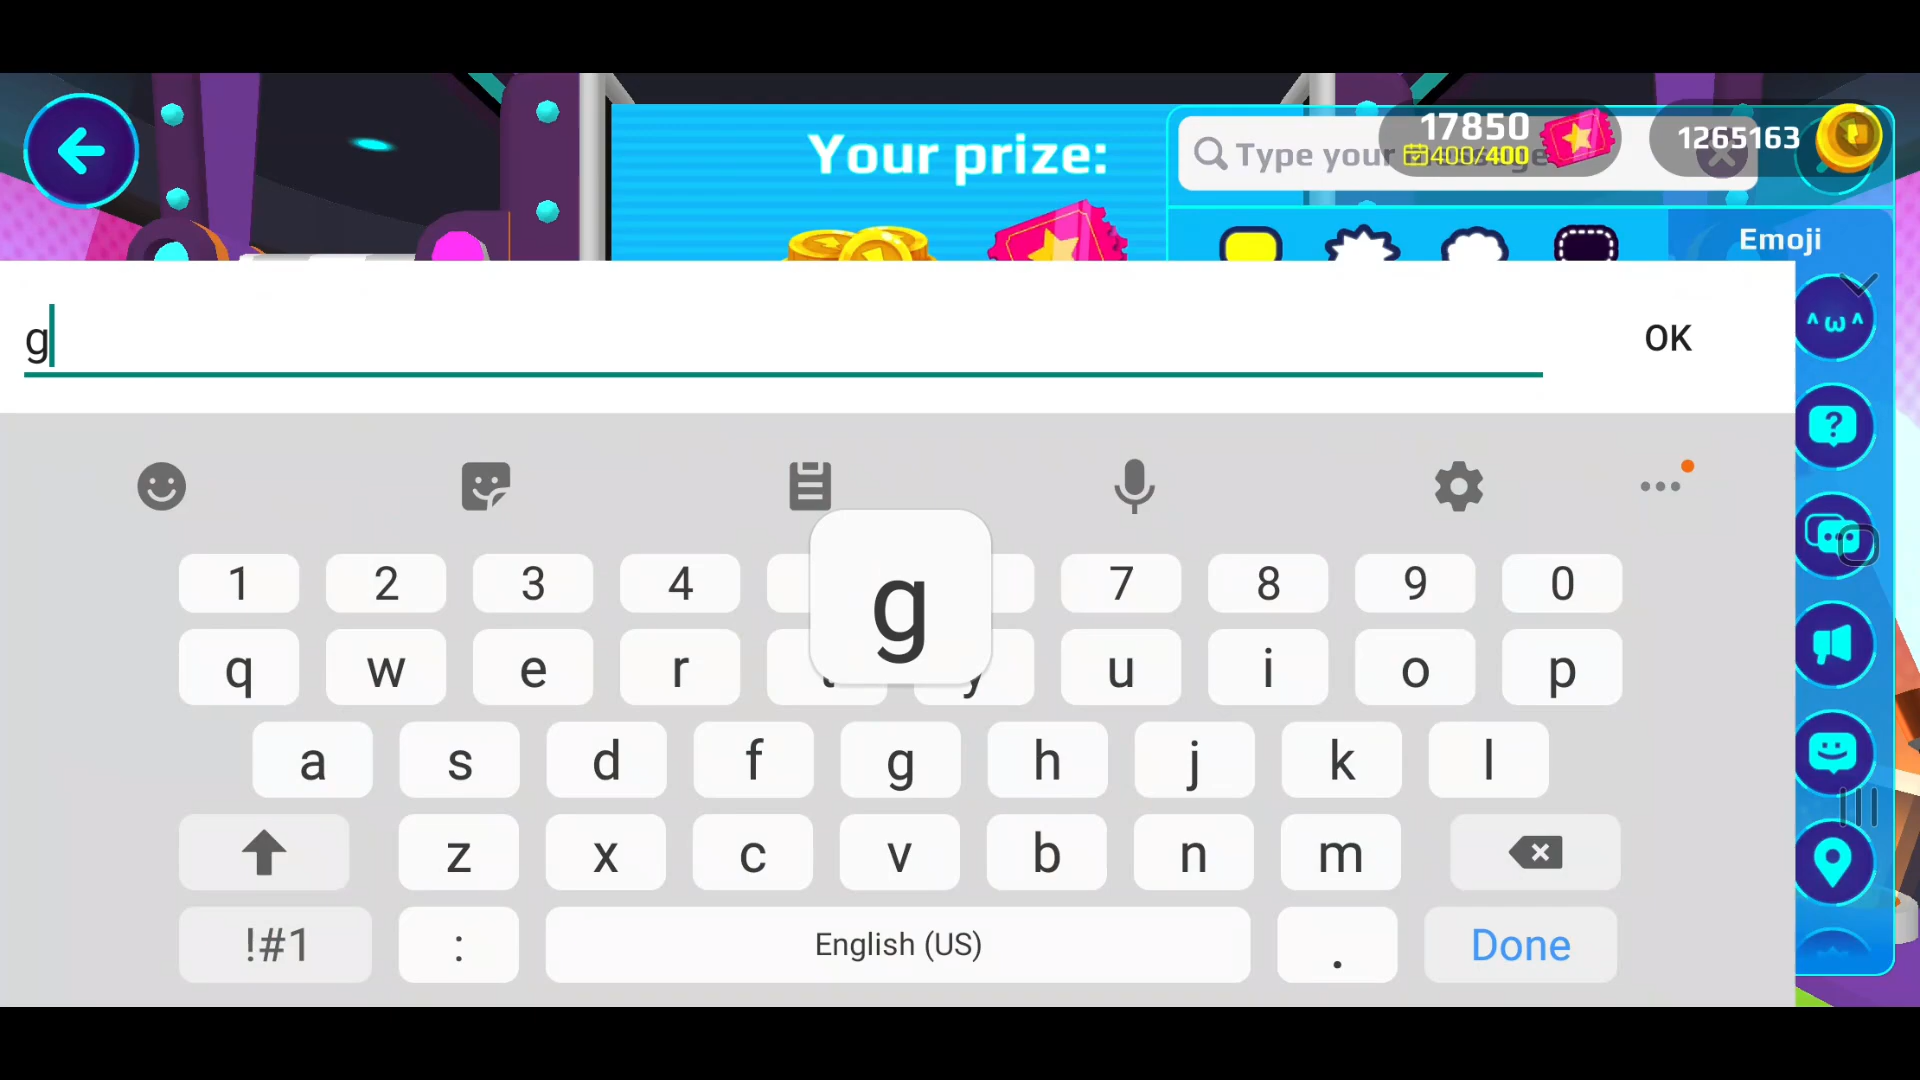 Your prize:
Type your
17850
400/400
1265163
Emoji
^ω^
?
g
OK
g
1 2 3 4 7 8 9 0
q w e r t y u i o p
a s d f g h j k l
z x c v b n m
!#1 : English (US) . Done